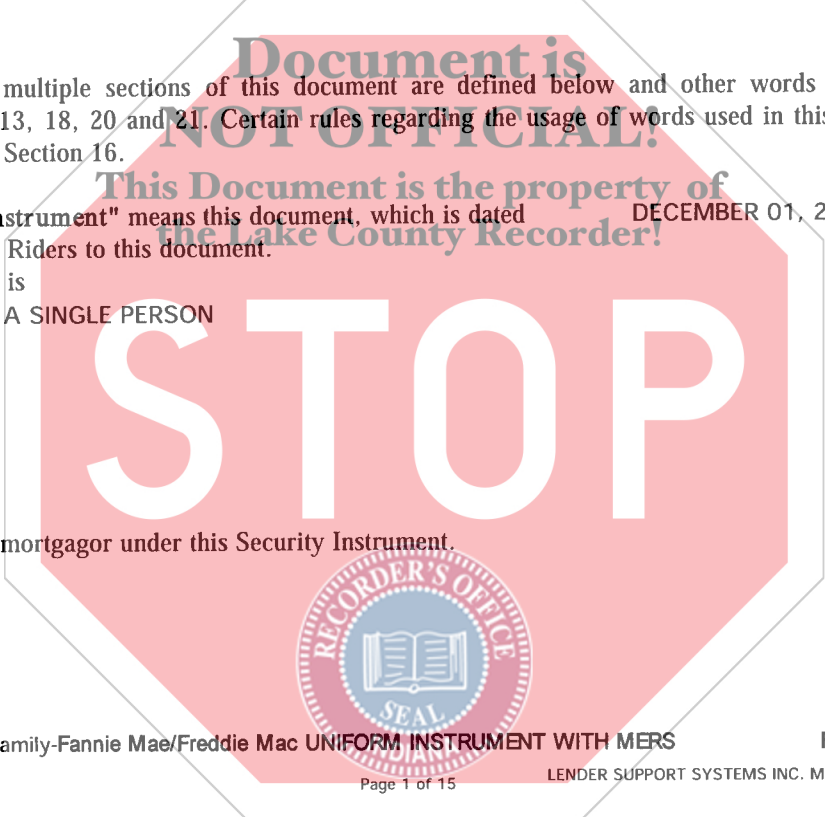 Document is
multiple sections of this document are defined below and other words
13, 18, 20 and 21. Certain rules regarding the usage of words used in this
NOT OFFICIAL!
Section 16.
This Document is the property of
strument" means this document, which is dated DECEMBER 01, 2
the Lake County Recorder!
Riders to this document.
is
A SINGLE PERSON
STOP
mortgagor under this Security Instrument.
RECORDER'S OFFICE
SEAL
INDIANA
amily-Fannie Mae/Freddie Mac UNIFORM INSTRUMENT WITH MERS
LENDER SUPPORT SYSTEMS INC. M
Page 1 of 15